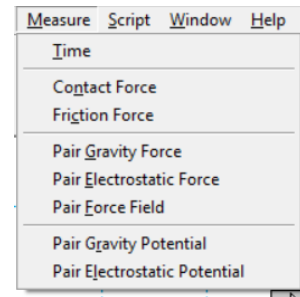 Measure Script Window Help
Time
Contact Force
Friction Force
Pair Gravity Force
Pair Electrostatic Force
Pair Force Field
Pair Gravity Potential
Pair Electrostatic Potential